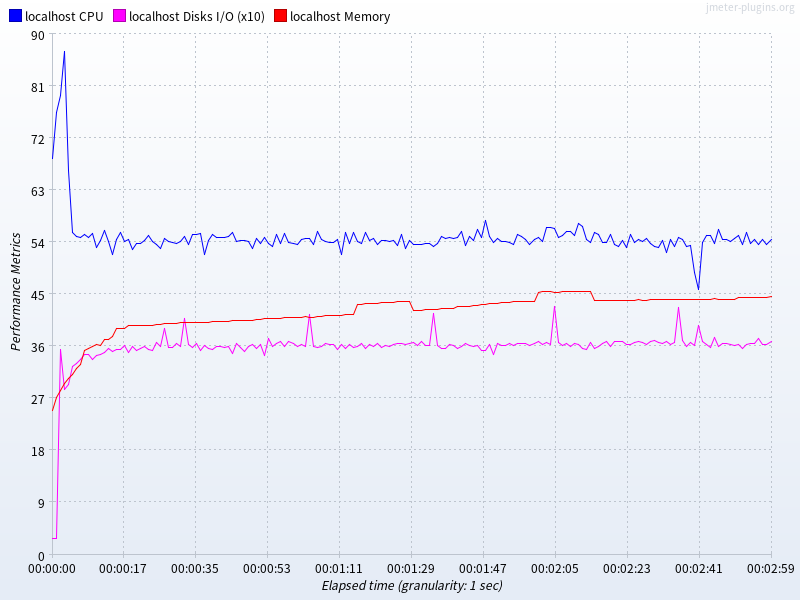 localhost CPU localhost Disks I/O (x10) localhost Memory
jmeter-plugins.org
90
81
72
63
54
45
36
27
18
9
0
Performance Metrics
00:00:00 00:00:17 00:00:35 00:00:53 00:01:11 00:01:29 00:01:47 00:02:05 00:02:23 00:02:41 00:02:59
Elapsed time (granularity: 1 sec)